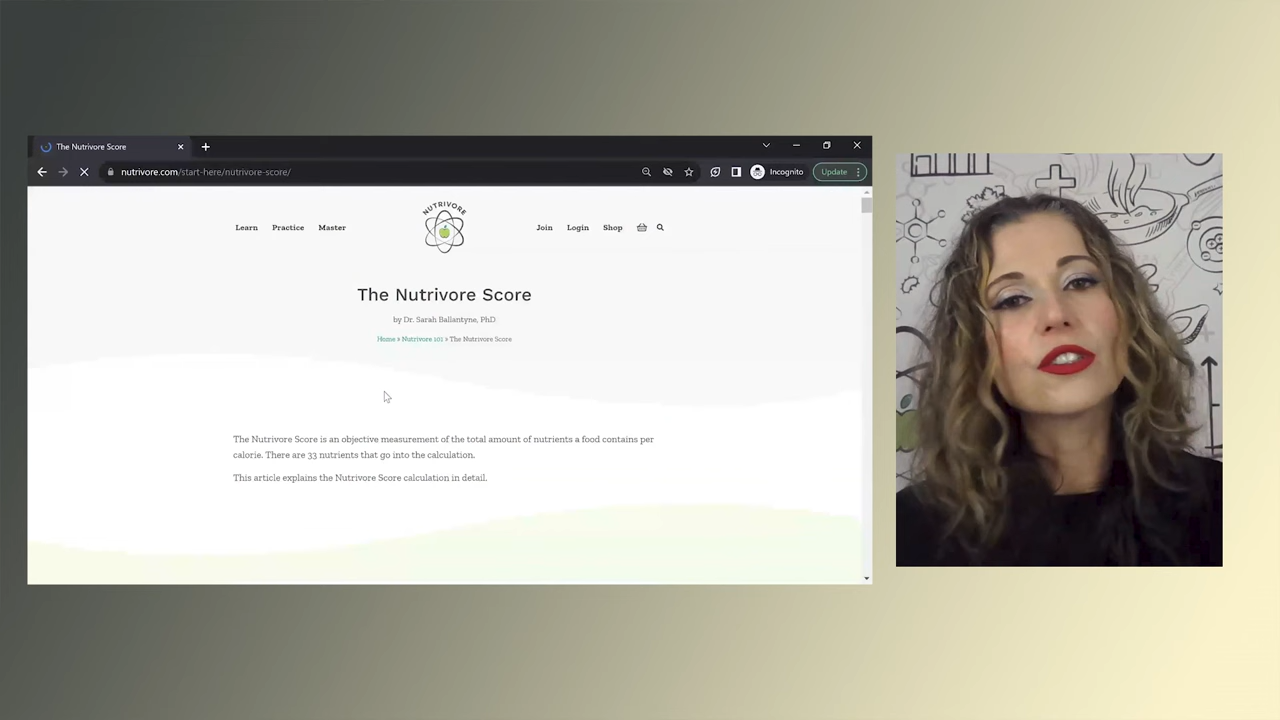 The Nutrivore Score
nutrivore.com/start-here/nutrivore-score/
Incognito
Update
Learn
Practice
Master
NUTRIVORE
Join
Login
Shop
The Nutrivore Score
by Dr. Sarah Ballantyne, PhD
Home » Nutrivore 101 » The Nutrivore Score
The Nutrivore Score is an objective measurement of the total amount of nutrients a food contains per
calorie. There are 33 nutrients that go into the calculation.
This article explains the Nutrivore Score calculation in detail.